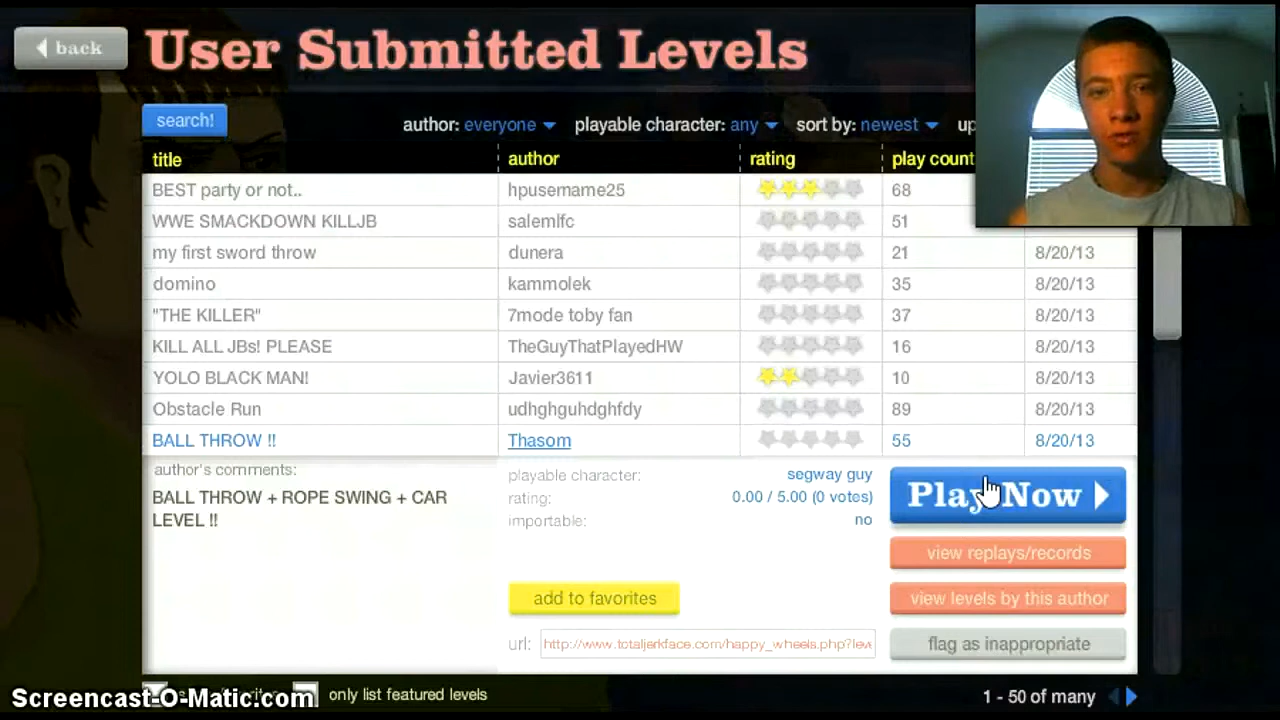 back
User Submitted Levels
search!
author: everyone
playable character: any
sort by: newest
up
title author rating play count
BEST party or not.. hpusername25 68
WWE SMACKDOWN KILLJB salemlfc 51
my first sword throw dunera 21 8/20/13
domino kammolek 35 8/20/13
"THE KILLER" 7mode toby fan 37 8/20/13
KILL ALL JBs! PLEASE TheGuyThatPlayedHW 16 8/20/13
YOLO BLACK MAN! Javier3611 10 8/20/13
Obstacle Run udhghguhdghfdy 89 8/20/13
BALL THROW !! Thasom 55 8/20/13
author's comments:
BALL THROW + ROPE SWING + CAR
LEVEL !!
playable character: segway guy
rating: 0.00 / 5.00 (0 votes)
importable: no
Play Now
view replays/records
add to favorites
view levels by this author
url: http://www.totaljerkface.com/happy_wheels.php?leve
flag as inappropriate
Screencast-O-Matic.com
only list featured levels
1 - 50 of many